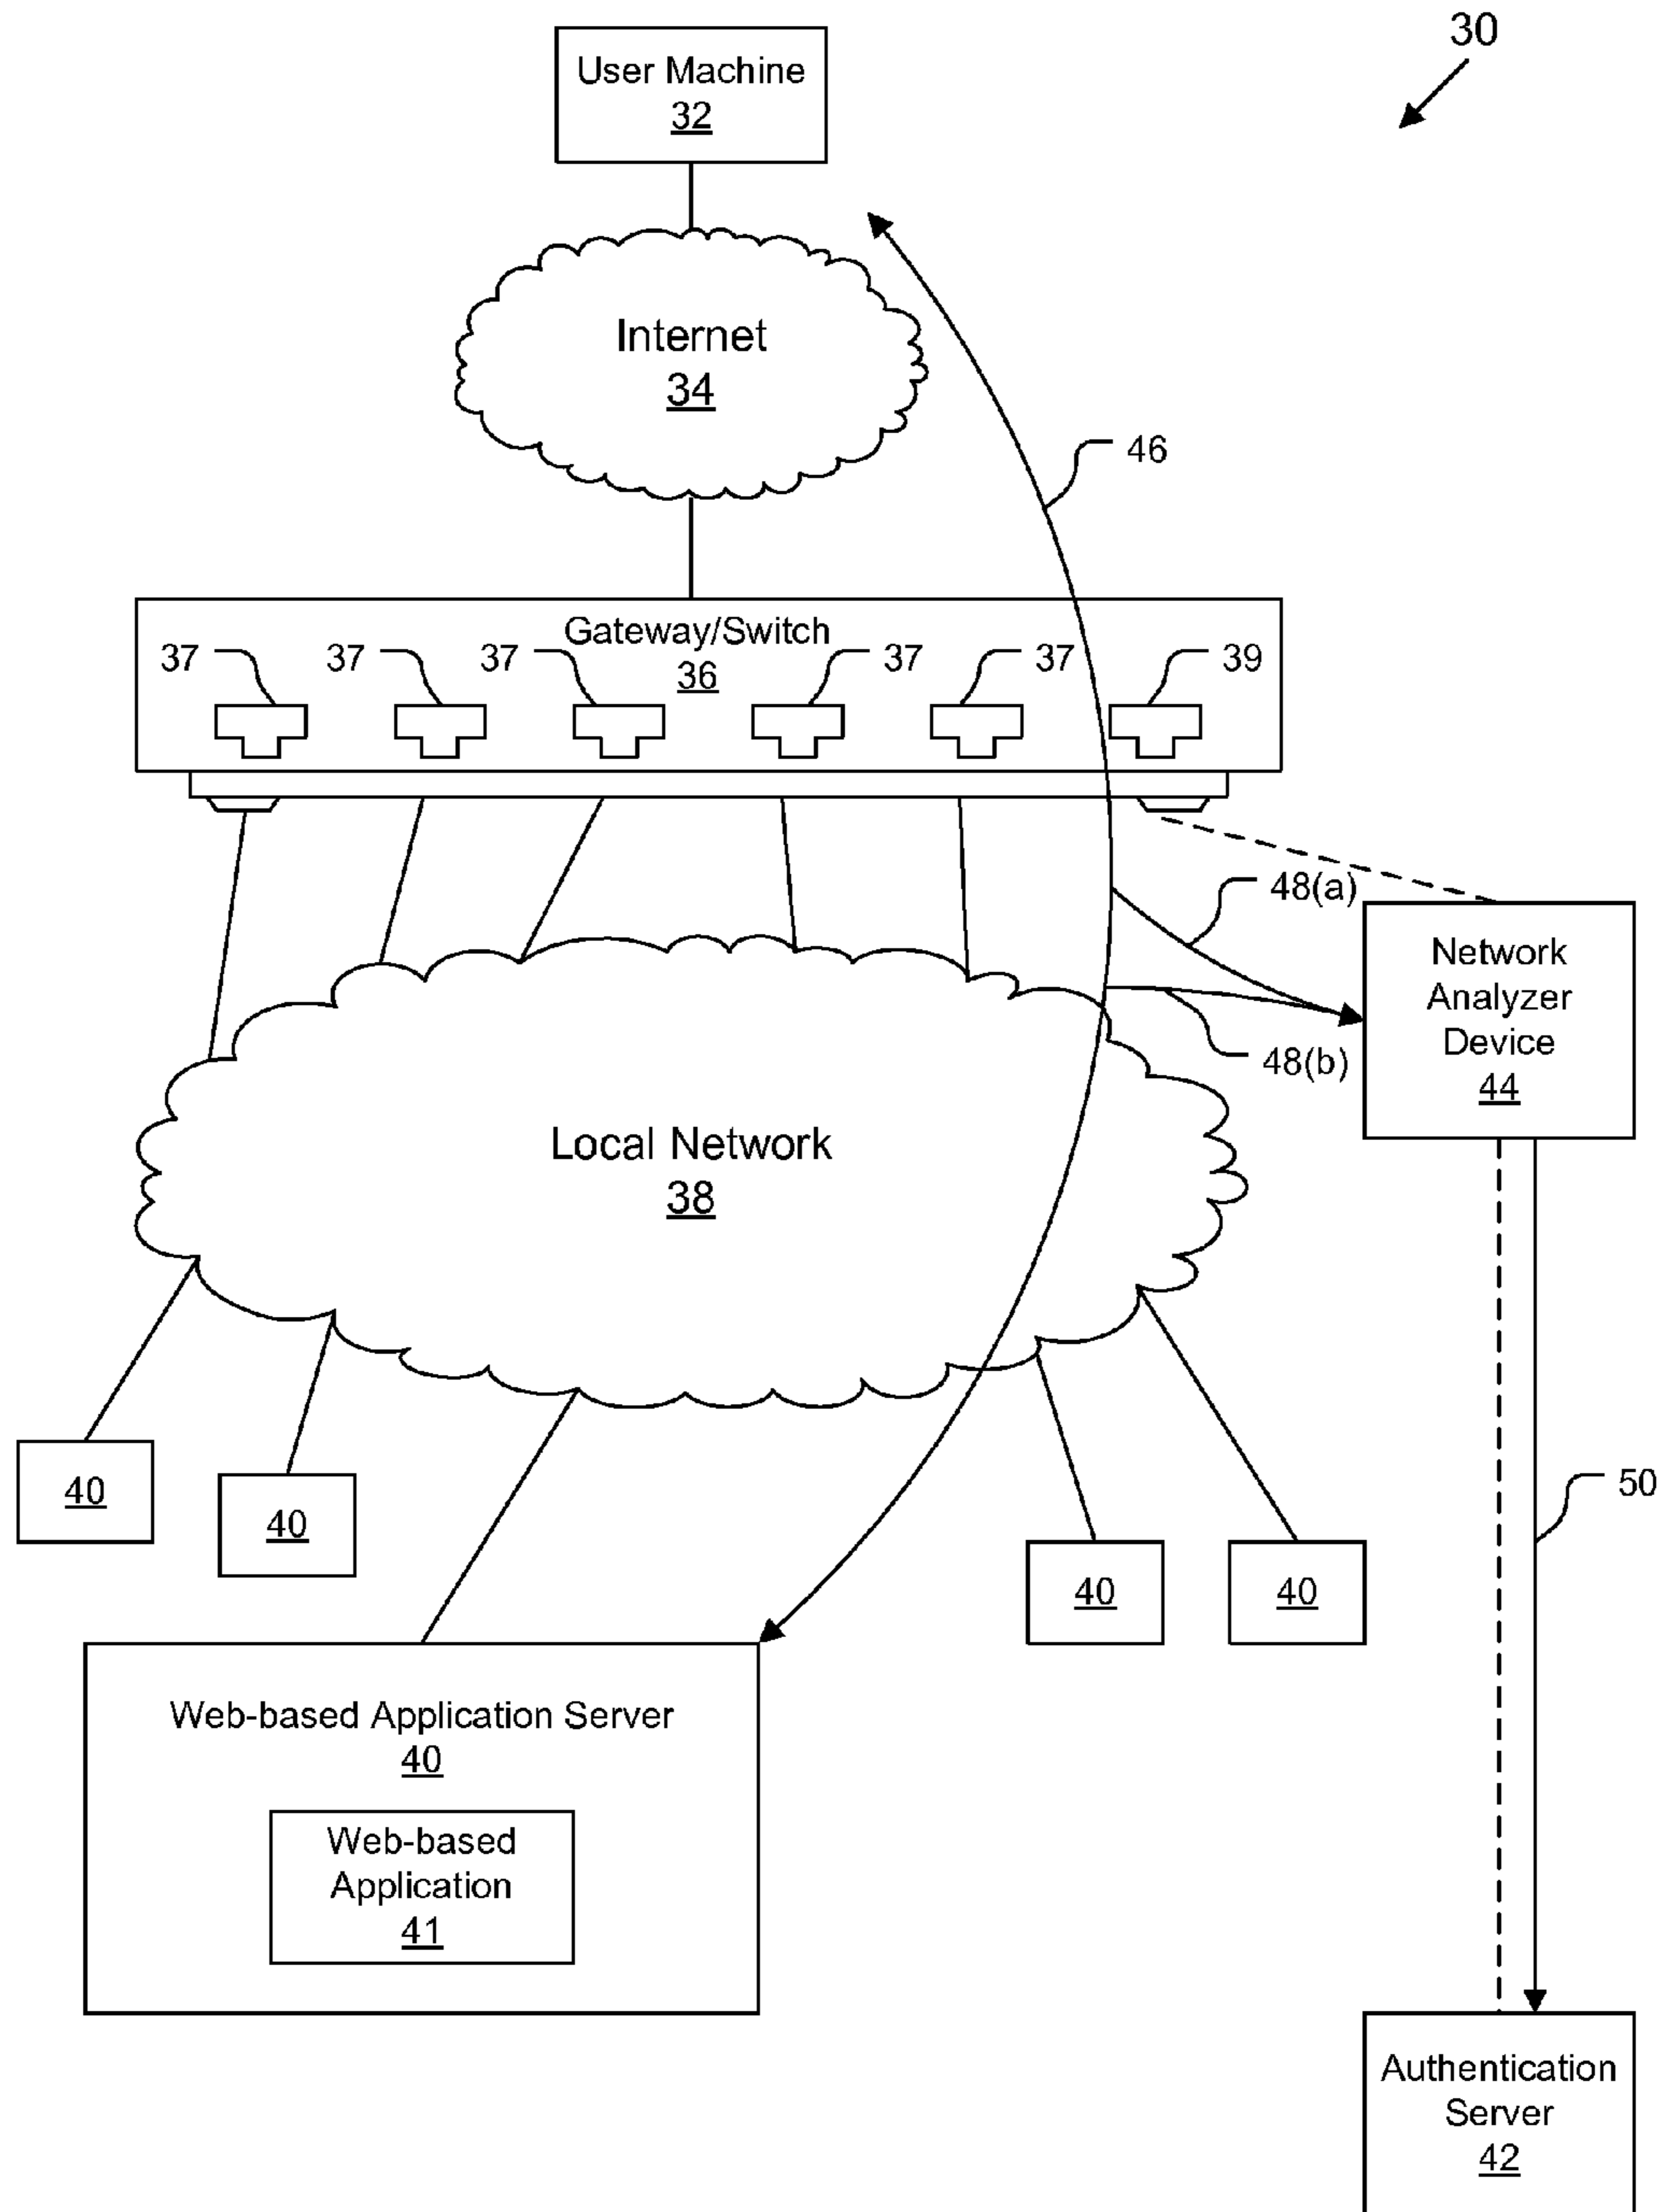 30
User Machine
32
Internet
34
46
Gateway/Switch
36
37
37
37
37
37
39
48(a)
Network
Analyzer
Device
44
48(b)
Local Network
38
40
40
40
40
50
Web-based Application Server
40
Web-based
Application
41
Authentication
Server
42